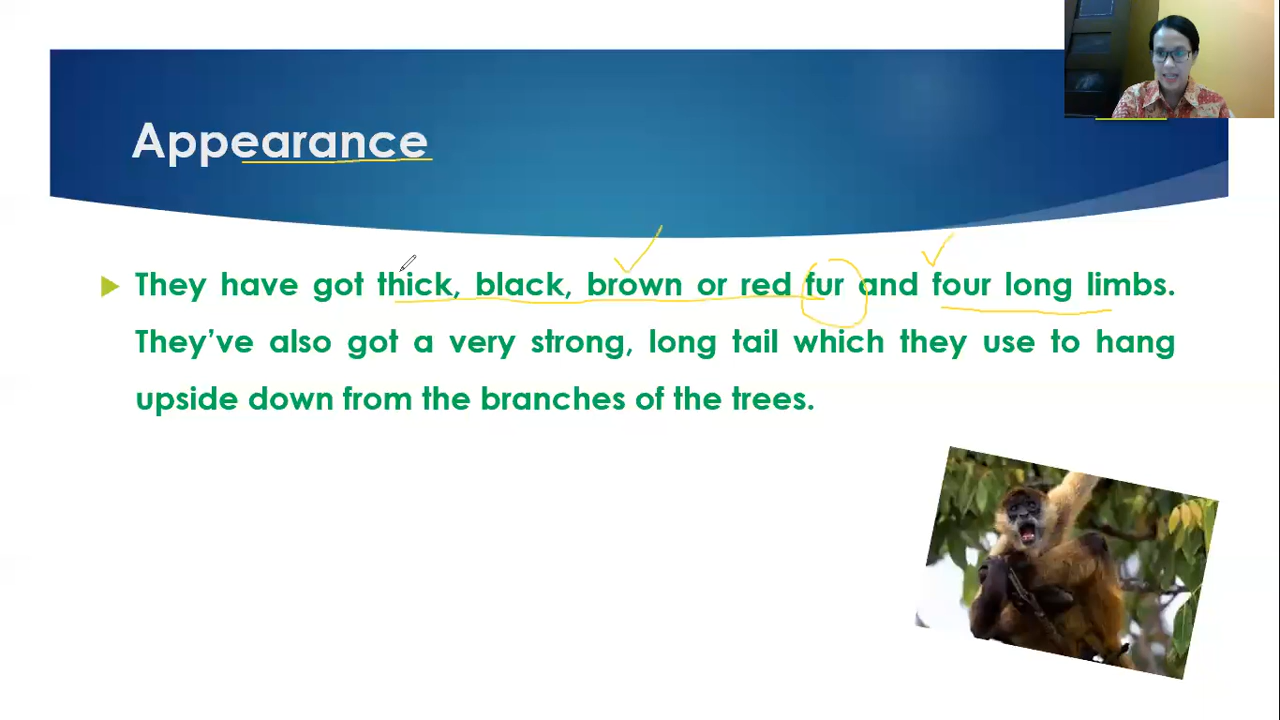 Appearance
They have got thick, black, brown or red fur and four long limbs.
They’ve also got a very strong, long tail which they use to hang
upside down from the branches of the trees.